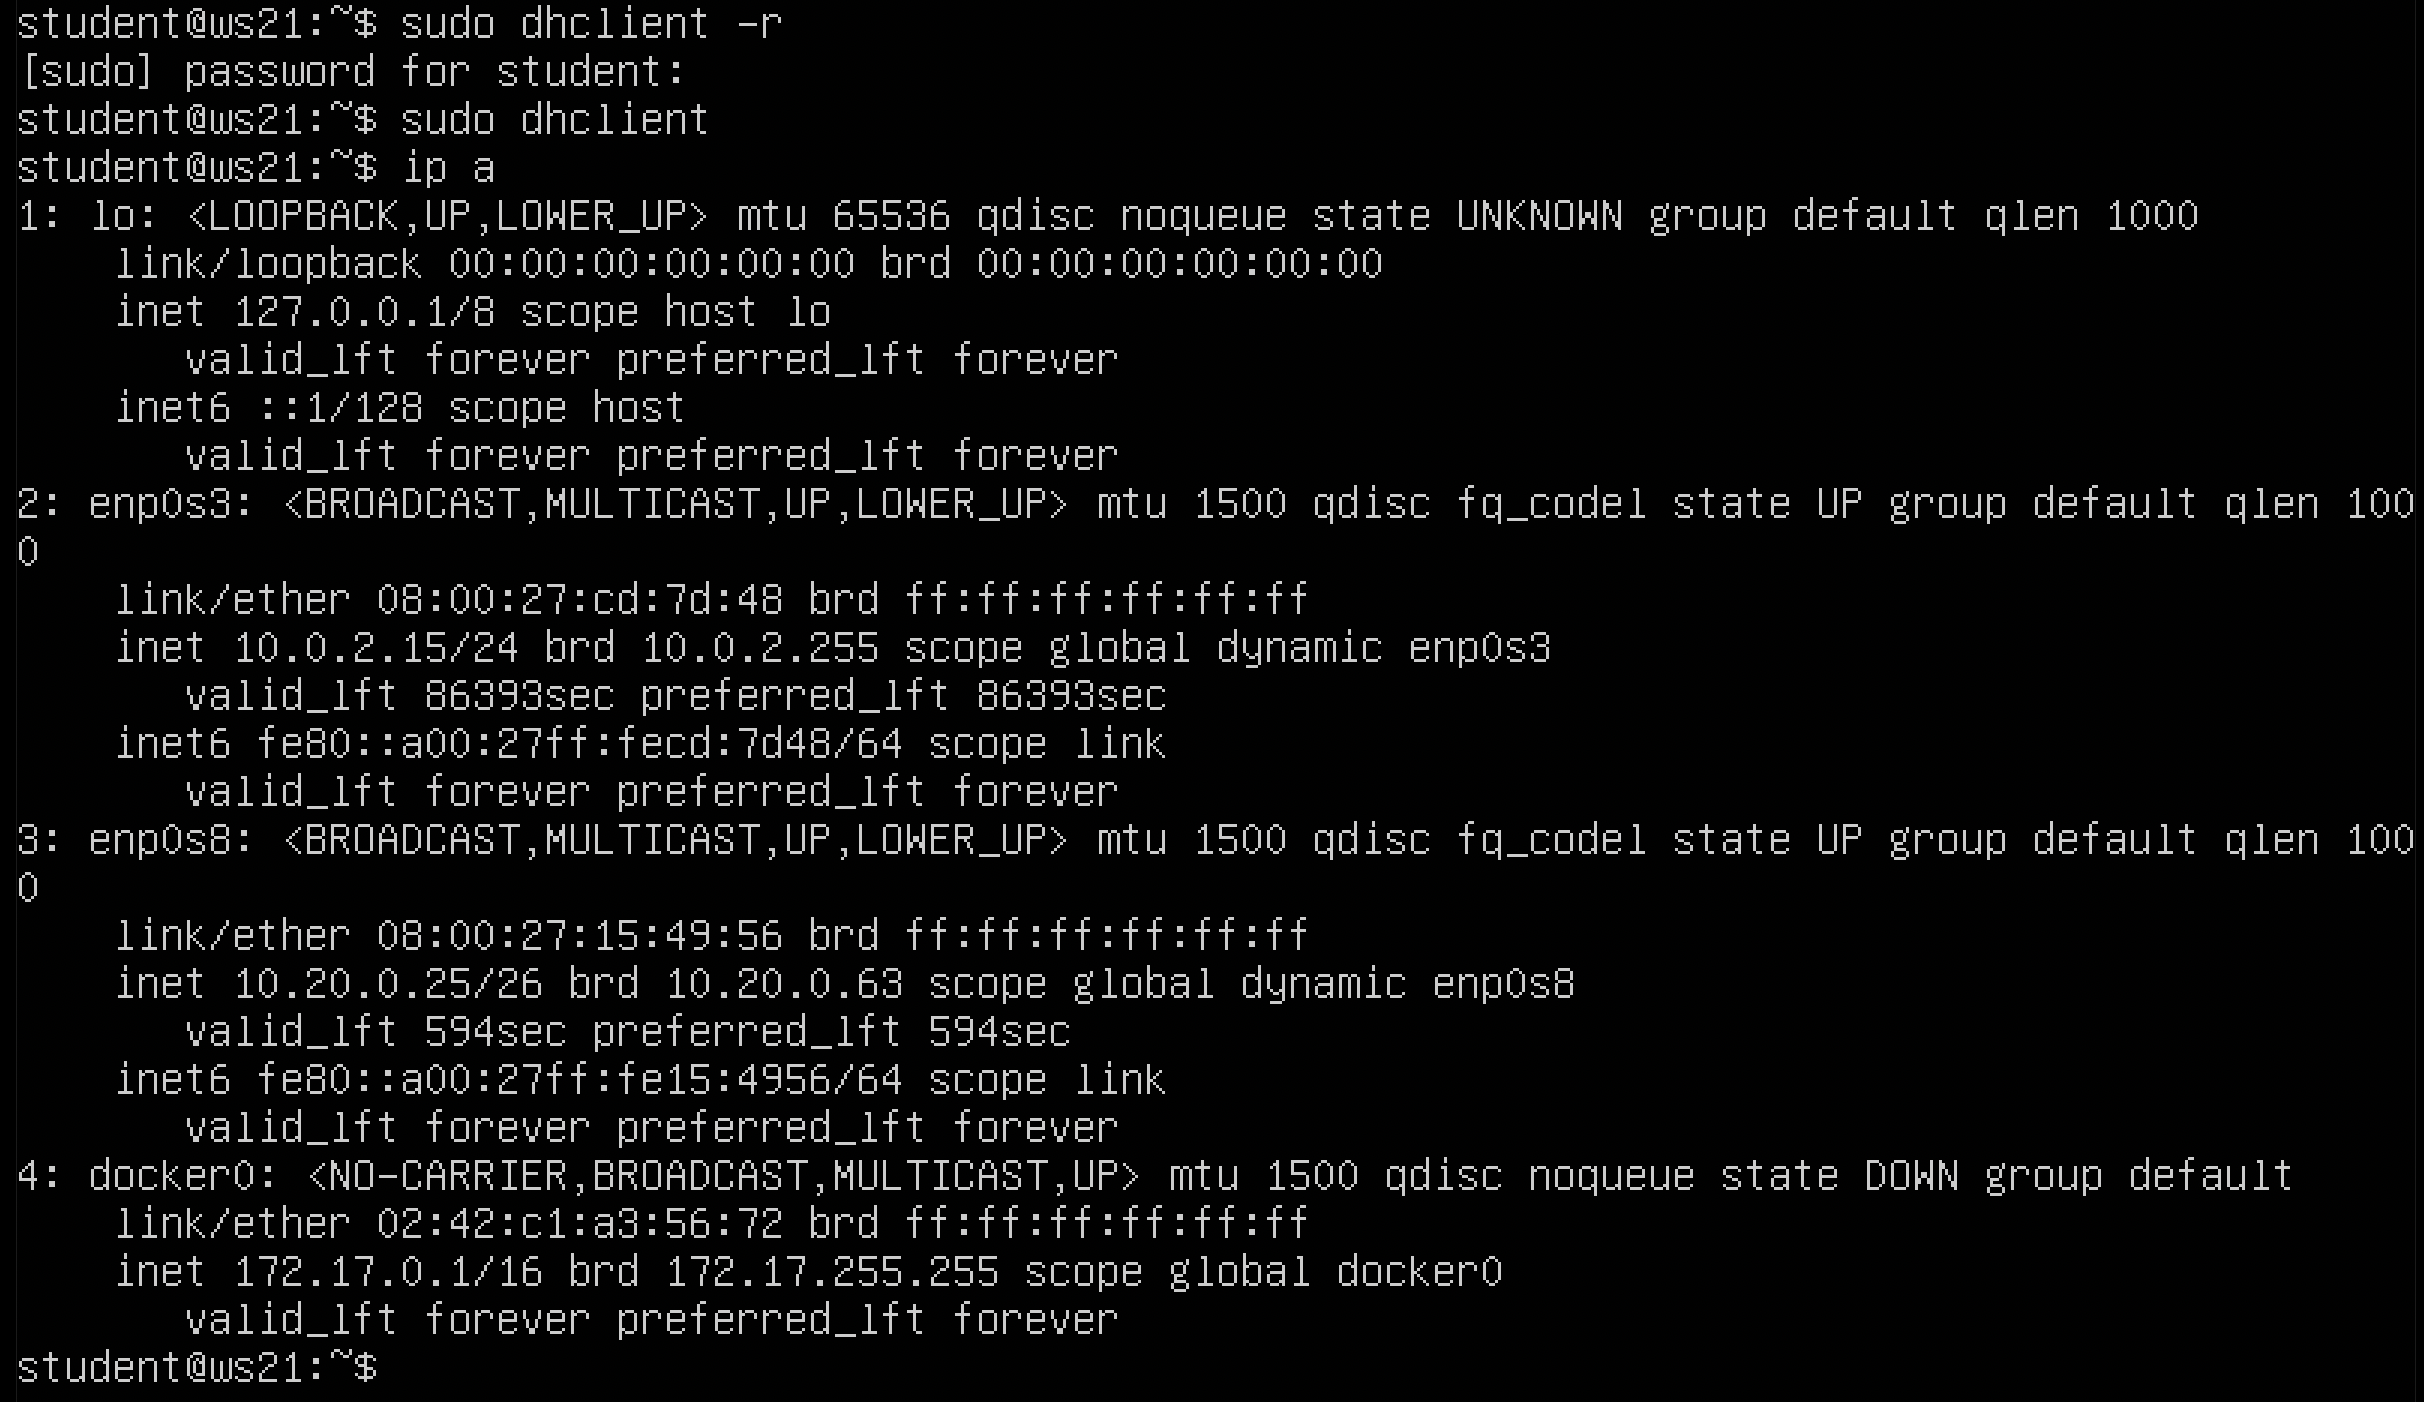 student@ws21:~$ sudo dhclient -r
[sudo] password for student:
student@ws21:~$ sudo dhclient
student@ws21:~$ ip a
1: lo: <LOOPBACK,UP,LOWER_UP> mtu 65536 qdisc noqueue state UNKNOWN group default qlen 1000
    link/loopback 00:00:00:00:00:00 brd 00:00:00:00:00:00
    inet 127.0.0.1/8 scope host lo
       valid_lft forever preferred_lft forever
    inet6 ::1/128 scope host
       valid_lft forever preferred_lft forever
2: enp0s3: <BROADCAST,MULTICAST,UP,LOWER_UP> mtu 1500 qdisc fq_codel state UP group default qlen 100
0
    link/ether 08:00:27:cd:7d:48 brd ff:ff:ff:ff:ff:ff
    inet 10.0.2.15/24 brd 10.0.2.255 scope global dynamic enp0s3
       valid_lft 86393sec preferred_lft 86393sec
    inet6 fe80::a00:27ff:fecd:7d48/64 scope link
       valid_lft forever preferred_lft forever
3: enp0s8: <BROADCAST,MULTICAST,UP,LOWER_UP> mtu 1500 qdisc fq_codel state UP group default qlen 100
0
    link/ether 08:00:27:15:49:56 brd ff:ff:ff:ff:ff:ff
    inet 10.20.0.25/26 brd 10.20.0.63 scope global dynamic enp0s8
       valid_lft 594sec preferred_lft 594sec
    inet6 fe80::a00:27ff:fe15:4956/64 scope link
       valid_lft forever preferred_lft forever
4: docker0: <NO-CARRIER,BROADCAST,MULTICAST,UP> mtu 1500 qdisc noqueue state DOWN group default
    link/ether 02:42:c1:a3:56:72 brd ff:ff:ff:ff:ff:ff
    inet 172.17.0.1/16 brd 172.17.255.255 scope global docker0
       valid_lft forever preferred_lft forever
student@ws21:~$